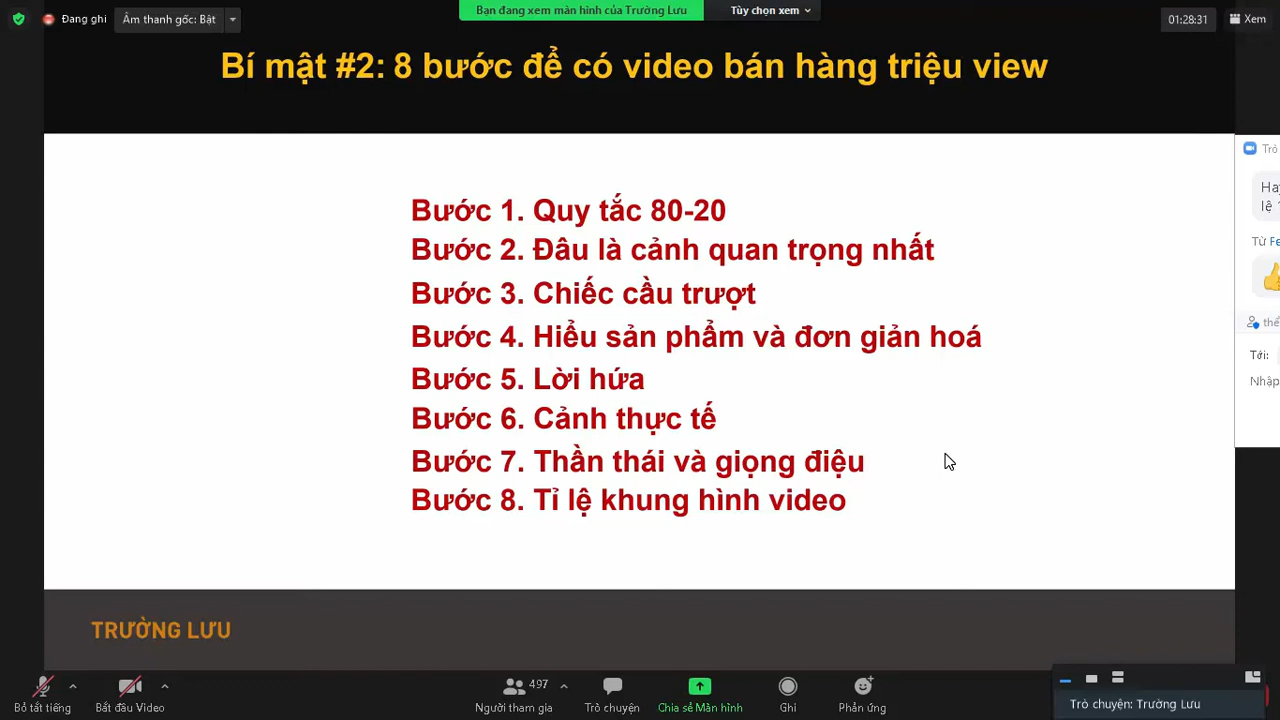 Đang ghi
Âm thanh gốc: Bật
Bạn đang xem màn hình của Trường Lưu
Tùy chọn xem
01:28:31
Xem
Bí mật #2: 8 bước để có video bán hàng triệu view
Trò
Bước 1. Quy tắc 80-20
Bước 2. Đâu là cảnh quan trọng nhất
Bước 3. Chiếc cầu trượt
Bước 4. Hiểu sản phẩm và đơn giản hoá
Bước 5. Lời hứa
Bước 6. Cảnh thực tế
Bước 7. Thần thái và giọng điệu
Bước 8. Tỉ lệ khung hình video
Từ
Tới:
Nhập
TRƯỜNG LƯU
497
Bỏ tắt tiếng
Bắt đầu Video
Người tham gia
Trò chuyện
Chia sẻ Màn hình
Ghi
Phản ứng
Trò chuyện: Trường Lưu